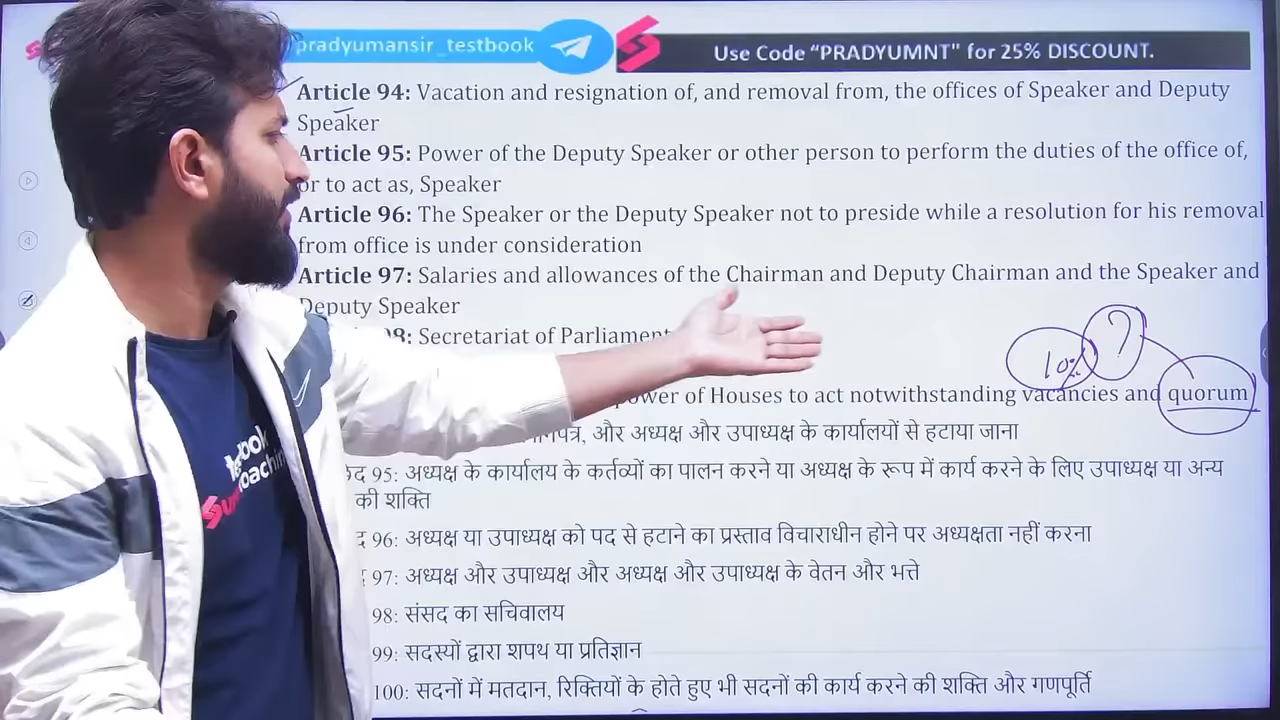 pradyumansir_testbook
Use Code “PRADYUMNT" for 25% DISCOUNT.
Article 94: Vacation and resignation of, and removal from, the offices of Speaker and Deputy
Speaker
Article 95: Power of the Deputy Speaker or other person to perform the duties of the office of,
or to act as, Speaker
Article 96: The Speaker or the Deputy Speaker not to preside while a resolution for his removal
from office is under consideration
Article 97: Salaries and allowances of the Chairman and Deputy Chairman and the Speaker and
Deputy Speaker
98: Secretariat of Parliament
10% ?
power of Houses to act notwithstanding vacancies and quorum
और अध्यक्ष और उपाध्यक्ष के कार्यालयों से हटाया जाना
95: अध्यक्ष के कार्यालय के कर्तव्यों का पालन करने या अध्यक्ष के रूप में कार्य करने के लिए उपाध्यक्ष या अन्य
की शक्ति
96: अध्यक्ष या उपाध्यक्ष को पद से हटाने का प्रस्ताव विचाराधीन होने पर अध्यक्षता नहीं करना
97: अध्यक्ष और उपाध्यक्ष और अध्यक्ष और उपाध्यक्ष के वेतन और भत्ते
98: संसद का सचिवालय
99: सदस्यों द्वारा शपथ या प्रतिज्ञान
100: सदनों में मतदान, रिक्तियों के होते हुए भी सदनों की कार्य करने की शक्ति और गणपूर्ति